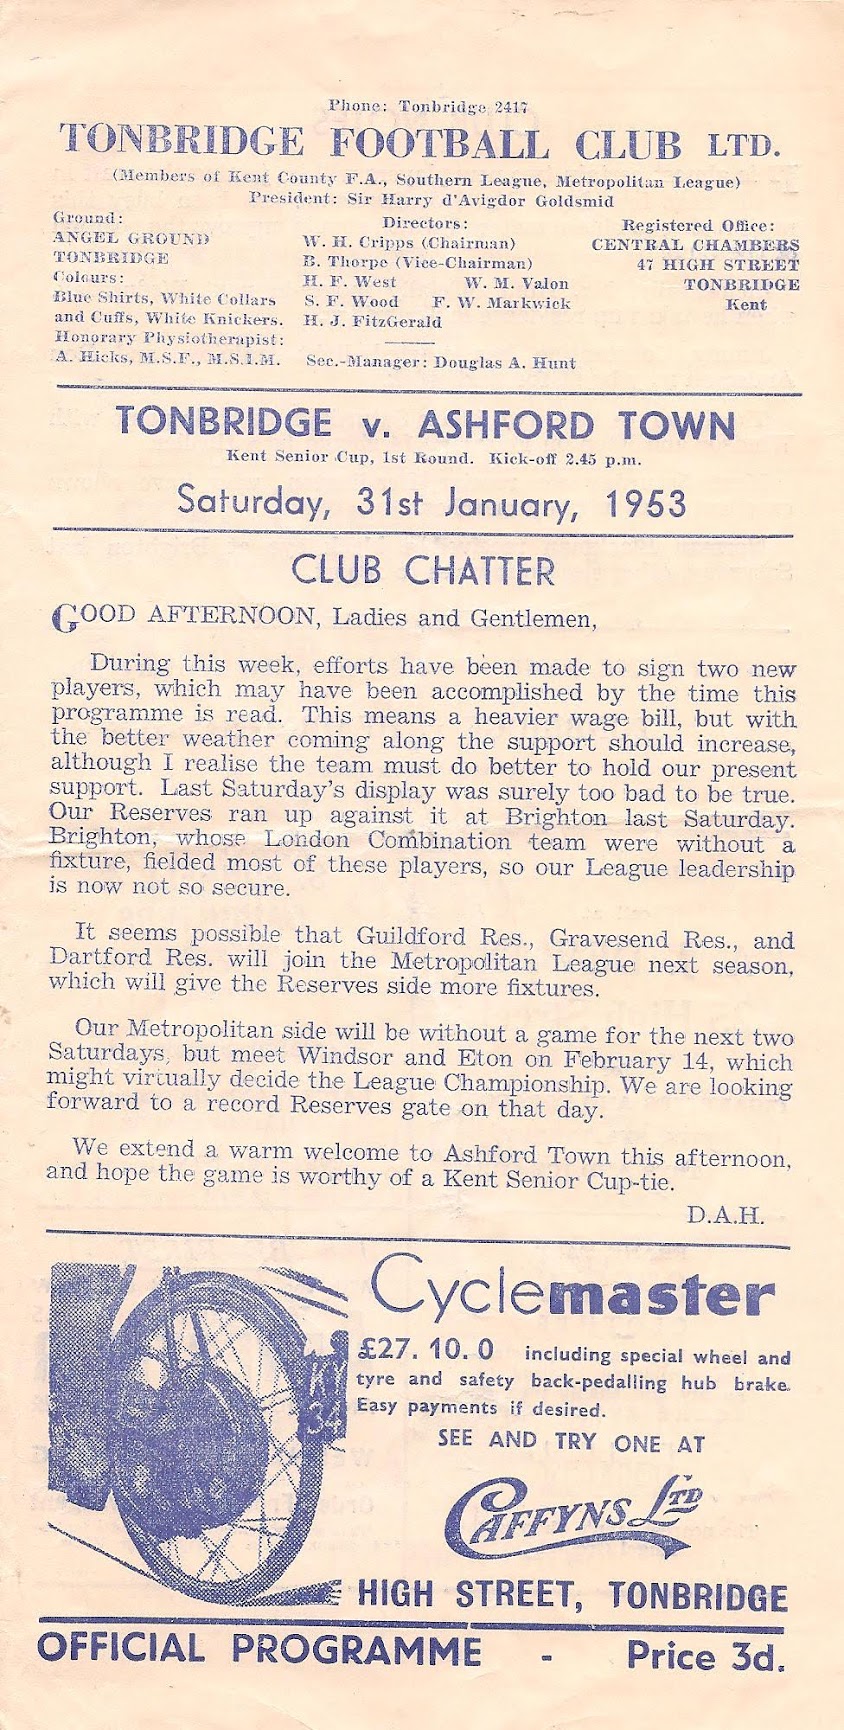 Phone: Tonbridge 2417
TONBRIDGE FOOTBALL CLUB LTD.
(Members of Kent County F.A., Southern League, Metropolitan League)
President: Sir Harry d'Avigdor Goldsmid
Ground:
ANGEL GROUND
TONBRIDGE
Colours:
Blue Shirts, White Collars
and Cuffs, White Knickers.
Honorary Physiotherapist:
A. Hicks, M.S.F., M.S.I.M.
Directors:
W. H. Cripps (Chairman)
B. Thorpe (Vice-Chairman)
H. F. West W. M. Valon
S. F. Wood F. W. Markwick
H. J. FitzGerald
Sec.-Manager: Douglas A. Hunt
Registered Office:
CENTRAL CHAMBERS
47 HIGH STREET
TONBRIDGE
Kent
TONBRIDGE v. ASHFORD TOWN
Kent Senior Cup, 1st Round. Kick-off 2.45 p.m.
Saturday, 31st January, 1953
CLUB CHATTER
GOOD AFTERNOON, Ladies and Gentlemen,
During this week, efforts have been made to sign two new
players, which may have been accomplished by the time this
programme is read. This means a heavier wage bill, but with
the better weather coming along the support should increase,
although I realise the team must do better to hold our present
support. Last Saturday's display was surely too bad to be true.
Our Reserves ran up against it at Brighton last Saturday.
Brighton, whose London Combination team were without a
fixture, fielded most of these players, so our League leadership
is now not so secure.
It seems possible that Guildford Res., Gravesend Res., and
Dartford Res. will join the Metropolitan League next season,
which will give the Reserves side more fixtures.
Our Metropolitan side will be without a game for the next two
Saturdays, but meet Windsor and Eton on February 14, which
might virtually decide the League Championship. We are looking
forward to a record Reserves gate on that day.
We extend a warm welcome to Ashford Town this afternoon,
and hope the game is worthy of a Kent Senior Cup-tie.
D.A.H.
Cyclemaster
£27. 10. 0 including special wheel and
tyre and safety back-pedalling hub brake.
Easy payments if desired.
SEE AND TRY ONE AT
CAFFYNS LTD
HIGH STREET, TONBRIDGE
KY
34
OFFICIAL PROGRAMME - Price 3d.